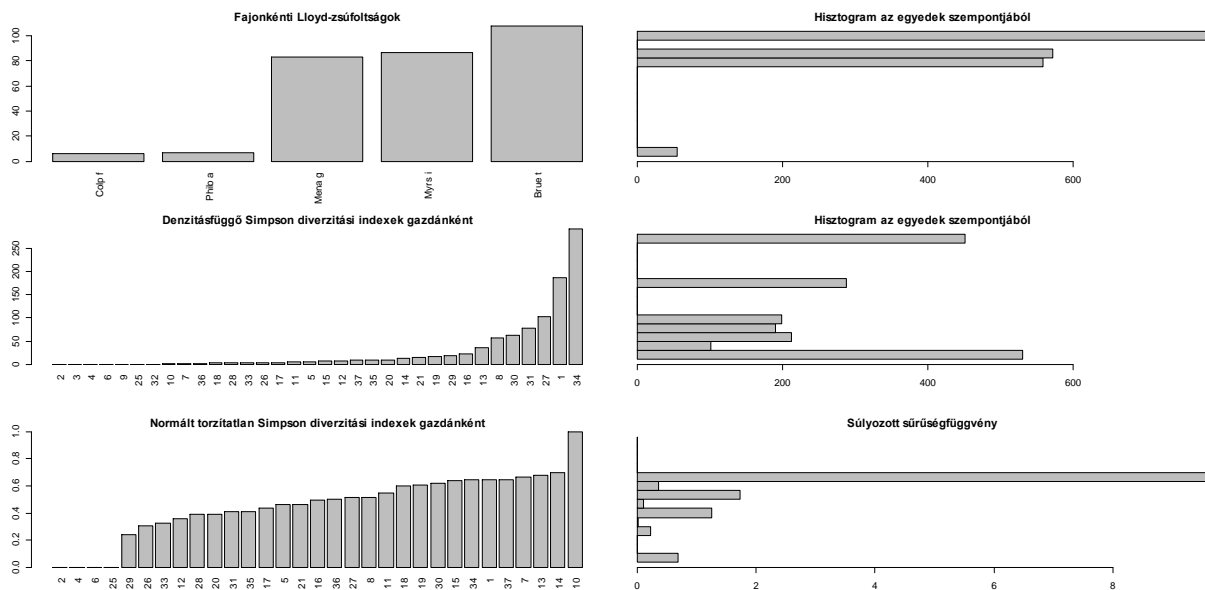 Fajonkénti Lloyd-zsúfoltságok
0 20 40 60 80 100
Colp f Philb a Mena g Myrs i Brue t
Hisztogram az egyedek szempontjából
0 200 400 600
Denzitásfüggő Simpson diverzitási indexek gazdánként
0 50 100 150 200 250
2 3 4 6 9 25 32 10 7 36 18 28 33 26 17 11 5 15 12 37 35 20 14 21 19 29 16 13 8 30 31 27 1 34
Hisztogram az egyedek szempontjából
0 200 400 600
Normált torzítatlan Simpson diverzitási indexek gazdánként
0.0 0.2 0.4 0.6 0.8 1.0
2 4 6 25 29 26 33 12 28 20 31 35 17 5 21 16 36 27 8 11 18 19 30 15 34 1 37 7 13 14 10
Súlyozott sűrűségfüggvény
0 2 4 6 8